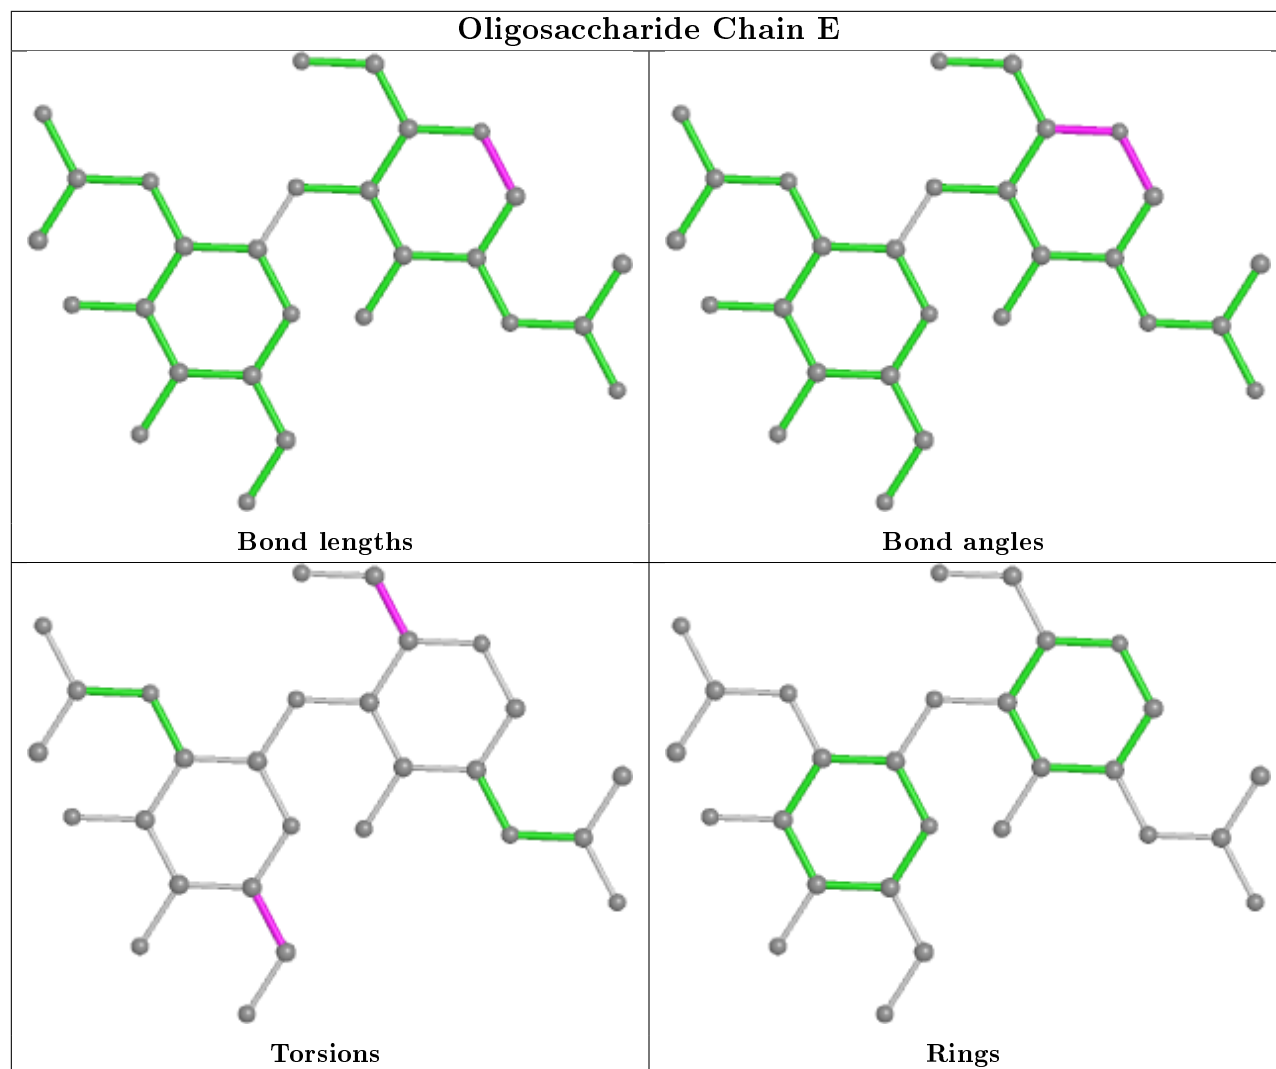 Oligosaccharide Chain E
Bond lengths
Bond angles
Torsions
Rings